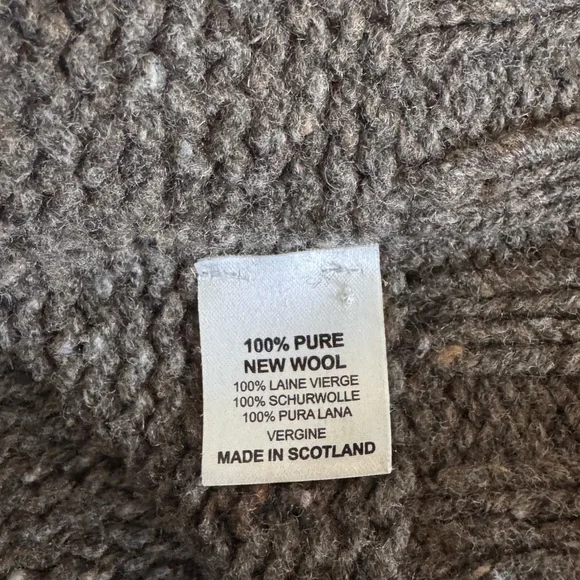 100% PURE
NEW WOOL
100% LAINE VIERGE
100% SCHURWOLLE
100% PURA LANA
VERGINE
MADE IN SCOTLAND